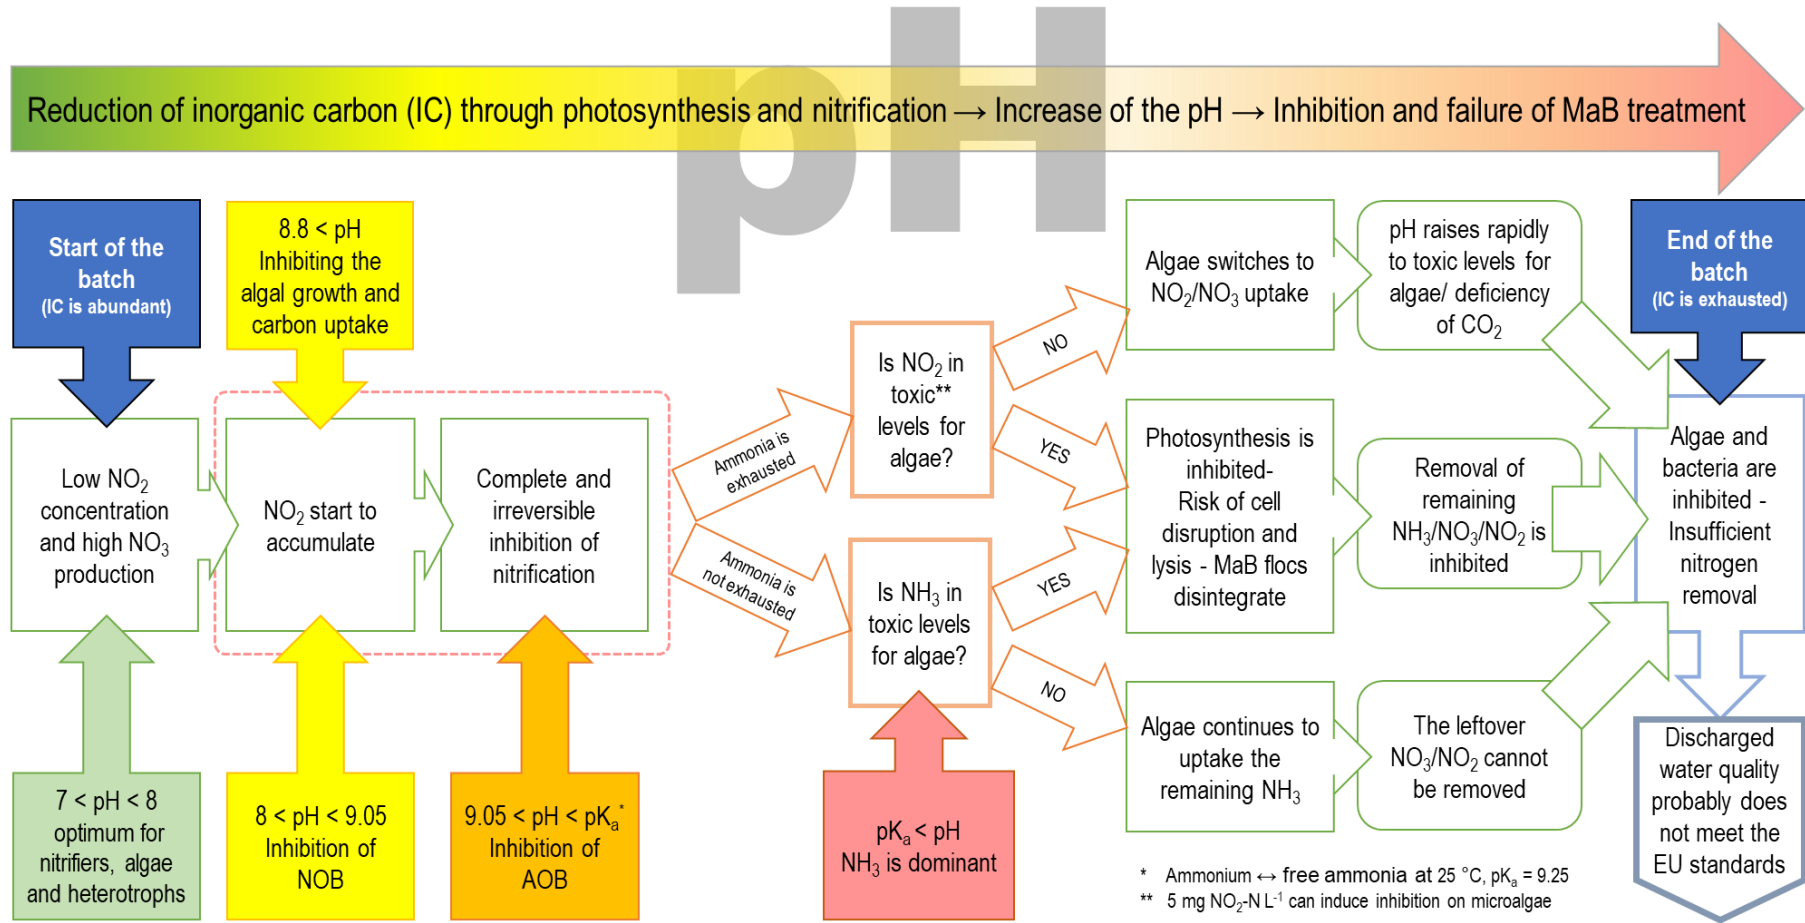 pH
Reduction of inorganic carbon (IC) through photosynthesis and nitrification → Increase of the pH → Inhibition and failure of MaB treatment
Start of the
batch
(IC is abundant)
8.8 < pH
Inhibiting the
algal growth and
carbon uptake
Low NO₂
concentration
and high NO₃
production
NO₂ start to
accumulate
Complete and
irreversible
inhibition of
nitrification
7 < pH < 8
optimum for
nitrifiers, algae
and heterotrophs
8 < pH < 9.05
Inhibition of
NOB
9.05 < pH < pKₐ*
Inhibition of
AOB
Ammonia is
exhausted
Ammonia is
not exhausted
Is NO₂ in
toxic**
levels for
algae?
Is NH₃ in
toxic levels
for algae?
pKₐ < pH
NH₃ is dominant
NO
YES
YES
NO
Algae switches to
NO₂/NO₃ uptake
pH raises rapidly
to toxic levels for
algae/ deficiency
of CO₂
Photosynthesis is
inhibited-
Risk of cell
disruption and
lysis - MaB flocs
disintegrate
Removal of
remaining
NH₃/NO₃/NO₂ is
inhibited
Algae continues to
uptake the
remaining NH₃
The leftover
NO₃/NO₂ cannot
be removed
End of the
batch
(IC is exhausted)
Algae and
bacteria are
inhibited -
Insufficient
nitrogen
removal
Discharged
water quality
probably does
not meet the
EU standards
* Ammonium ↔ free ammonia at 25 °C, pKₐ = 9.25
** 5 mg NO₂-N L⁻¹ can induce inhibition on microalgae